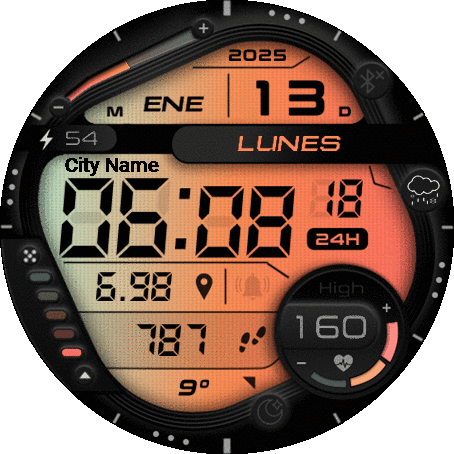 2025
M ENE 13 D
54 LUNES
City Name
06:08 18
24H
6.98
High
787 160
9°